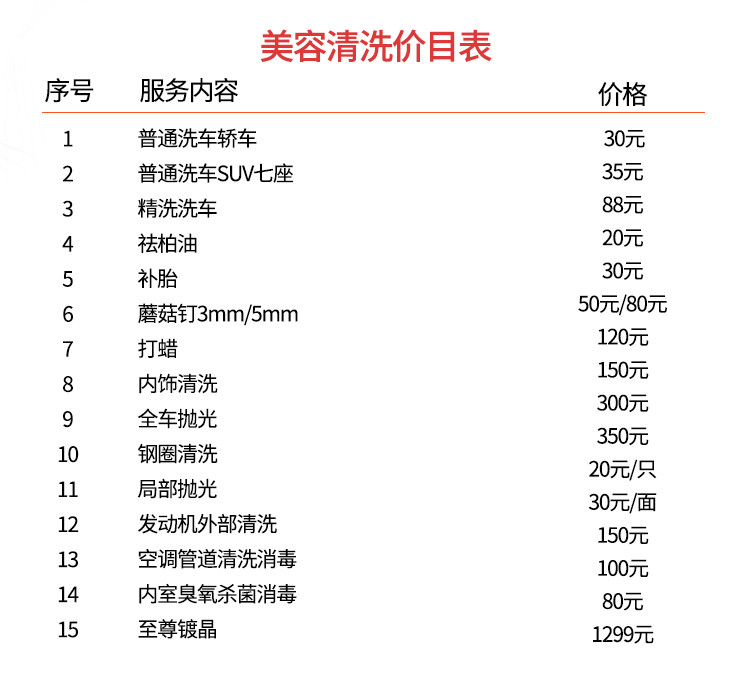 美容清洗价目表
序号 服务内容 价格
1 普通洗车轿车
2 普通洗车SUV七座
3 精洗洗车
4 祛柏油
5 补胎
6 蘑菇钉3mm/5mm
7 打蜡
8 内饰清洗
9 全车抛光
10 钢圈清洗
11 局部抛光
12 发动机外部清洗
13 空调管道清洗消毒
14 内室臭氧杀菌消毒
15 至尊镀晶
30元
35元
88元
20元
30元
50元/80元
120元
150元
300元
350元
20元/只
30元/面
150元
100元
80元
1299元